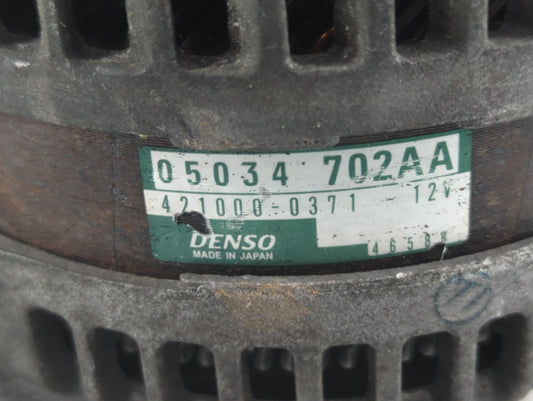 05034 702AA
421000-0371 12V
DENSO
MADE IN JAPAN
46588